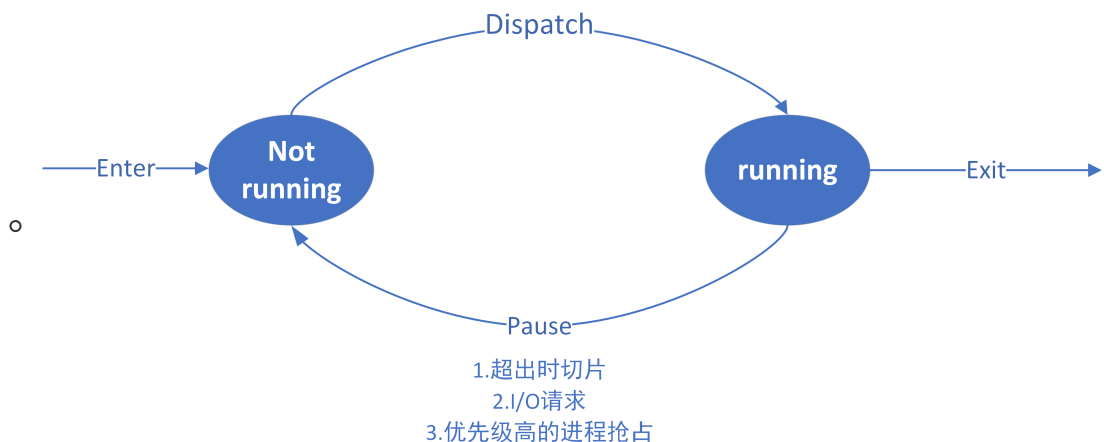 Dispatch
Not
running
Enter
running
Exit
Pause
1.超出时切片
2.I/O请求
3.优先级高的进程抢占